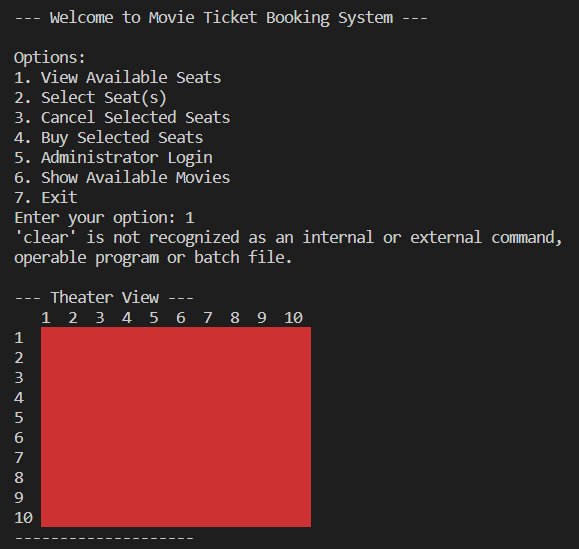 --- Welcome to Movie Ticket Booking System ---
Options:
1. View Available Seats
2. Select Seat(s)
3. Cancel Selected Seats
4. Buy Selected Seats
5. Administrator Login
6. Show Available Movies
7. Exit
Enter your option: 1
'clear' is not recognized as an internal or external command,
operable program or batch file.
--- Theater View ---
1 2 3 4 5 6 7 8 9 10
1
2
3
4
5
6
7
8
9
10
--------------------